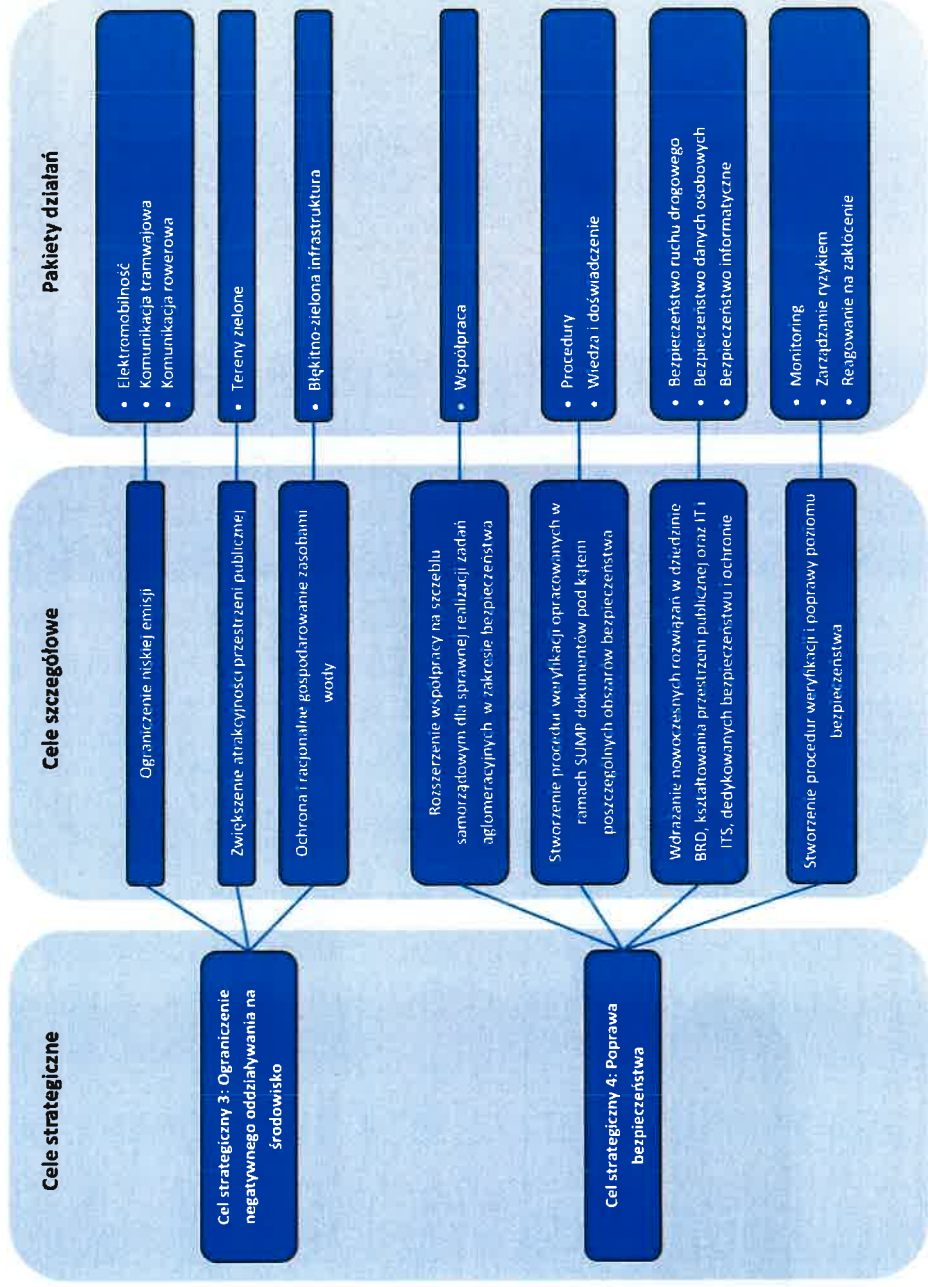 Cele strategiczne
Cel strategiczny 3: Ograniczenie
negatywnego oddziaływania na
środowisko
Cel strategiczny 4: Poprawa
bezpieczeństwa
Cele szczegółowe
Ograniczenie niskiej emisji
Zwiększenie atrakcyjności przestrzeni publicznej
Ochrona i racjonalne gospodarowanie zasobami
wody
Rozszerzenie współpracy na szczeblu
samorządowym dla sprawnej realizacji zadań
aglomeracyjnych w zakresie bezpieczeństwa
Stworzenie procedur weryfikacji opracowanych w
ramach SUMP dokumentów pod kątem
poszczególnych obszarów bezpieczeństwa
Wdrażanie nowoczesnych rozwiązań w dziedzinie
BRD, kształtowania przestrzeni publicznej oraz IT i
ITS, dedykowanych bezpieczeństwu i ochronie
Stworzenie procedur weryfikacji i poprawy poziomu
bezpieczeństwa
Pakiety działań
• Elektromobilność
• Komunikacja tramwajowa
• Komunikacja rowerowa
• Tereny zielone
• Błękitno-zielona infrastruktura
• Współpraca
• Procedury
• Wiedza i doświadczenie
• Bezpieczeństwo ruchu drogowego
• Bezpieczeństwo danych osobowych
• Bezpieczeństwo informatyczne
• Monitoring
• Zarządzanie ryzykiem
• Reagowanie na zakłócenie